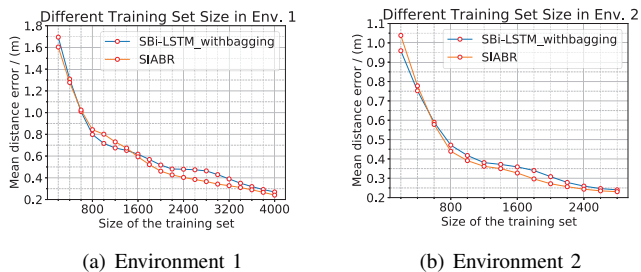 Different Training Set Size in Env. 1
Mean distance error / (m)
1.8
1.6
1.4
1.2
1.0
0.8
0.6
0.4
0.2
SBi-LSTM_withbagging
SIABR
800 1600 2400 3200 4000
Size of the training set
(a) Environment 1
Different Training Set Size in Env. 2
Mean distance error / (m)
1.1
1.0
0.9
0.8
0.7
0.6
0.5
0.4
0.3
0.2
SBi-LSTM_withbagging
SIABR
800 1600 2400
Size of the training set
(b) Environment 2